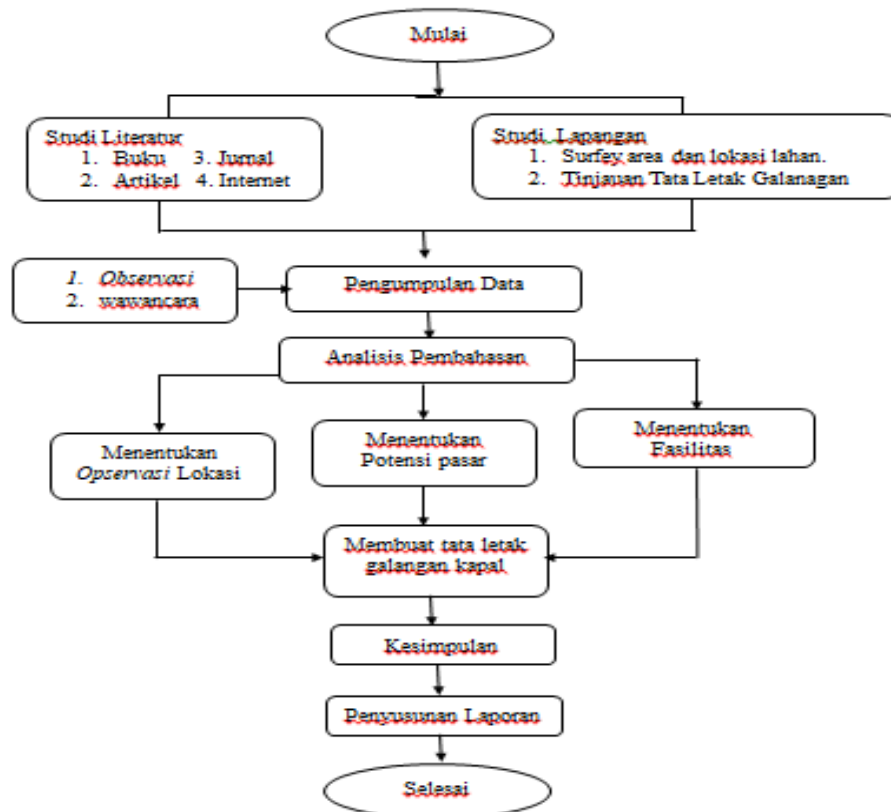 Mulai
Studi Literatur
1. Buku 3. Jurnal
2. Artikel 4. Internet
Studi Lapangan
1. Surfey area dan lokasi lahan.
2. Tinjauan Tata Letak Galanagan
1. Observasi
2. wawancara
Pengumpulan Data
Analisis Pembahasan
Menentukan
Opservasi Lokasi
Menentukan
Potensi pasar
Menentukan
Fasilitas
Membuat tata letak
galangan kapal
Kesimpulan
Penyusunan Laporan
Selesai